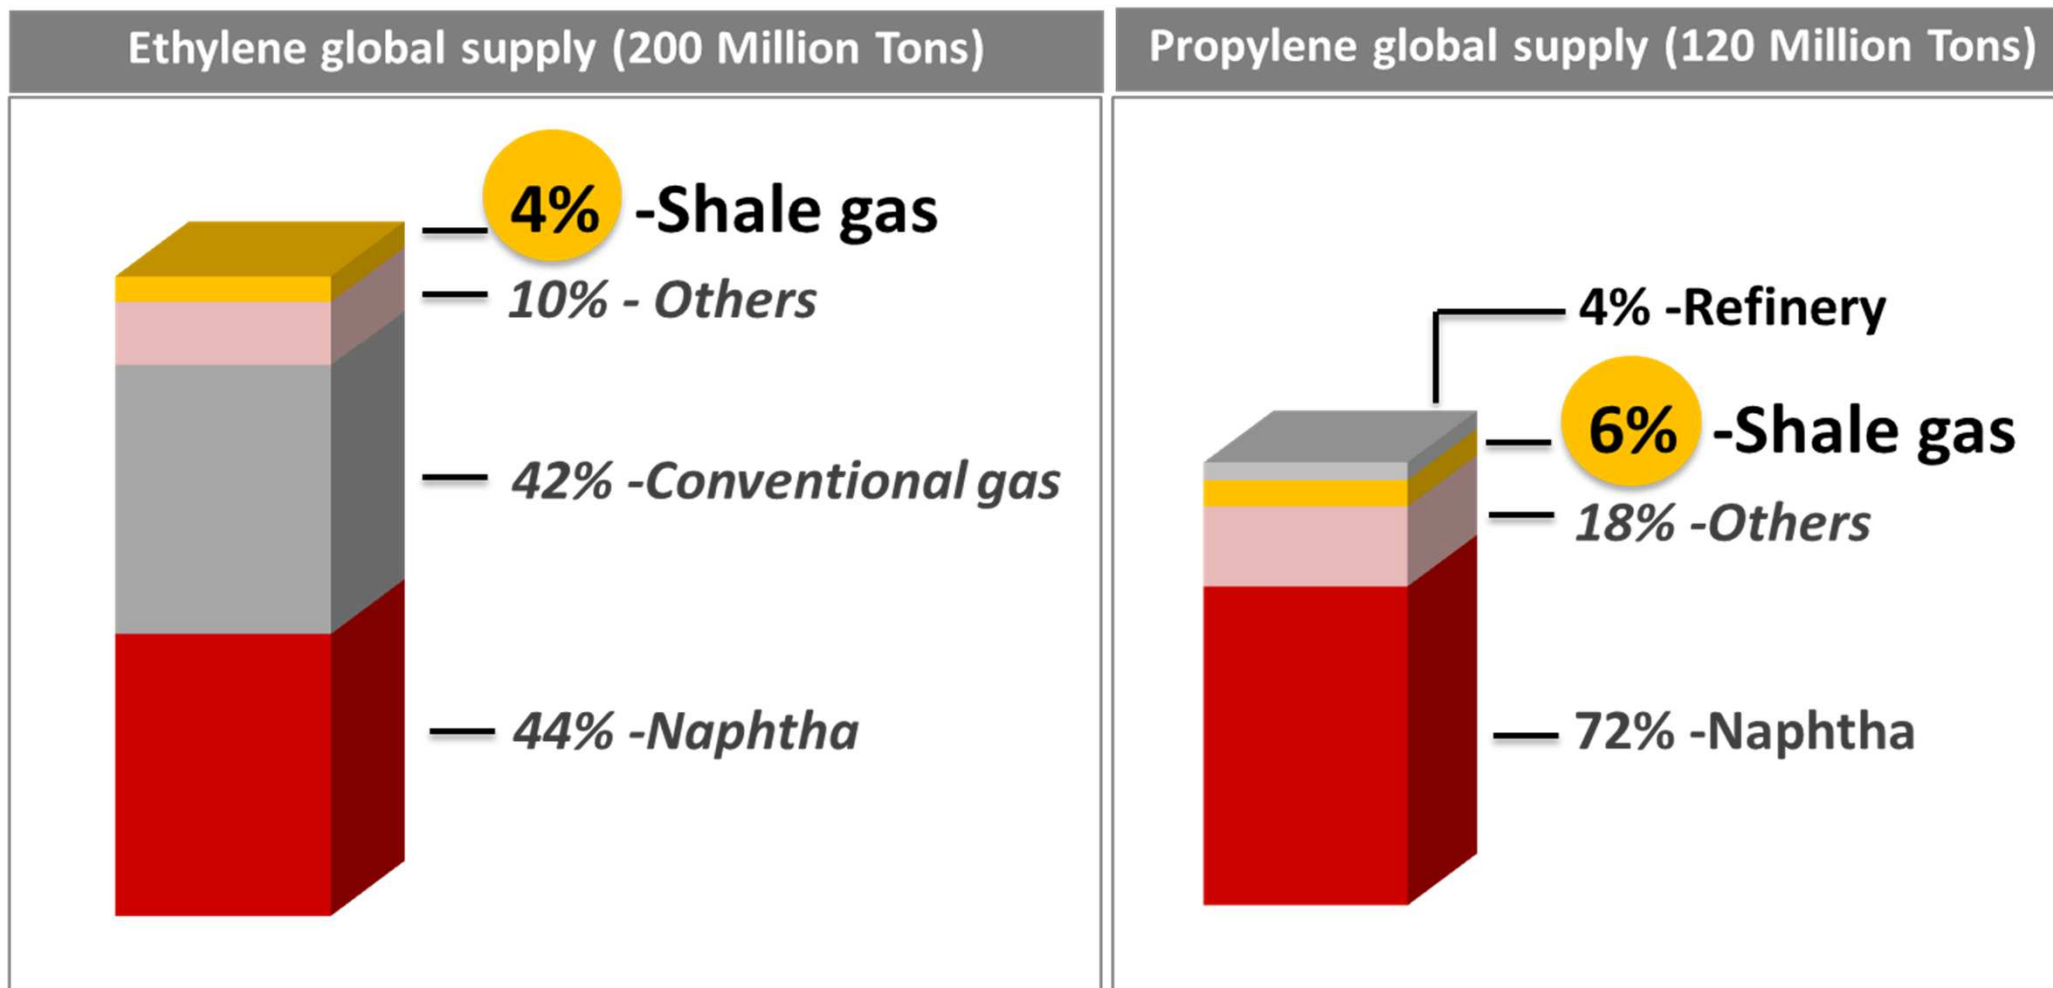 Ethylene global supply (200 Million Tons)
4% -Shale gas
10% - Others
42% -Conventional gas
44% -Naphtha
Propylene global supply (120 Million Tons)
4% -Refinery
6% -Shale gas
18% -Others
72% -Naphtha